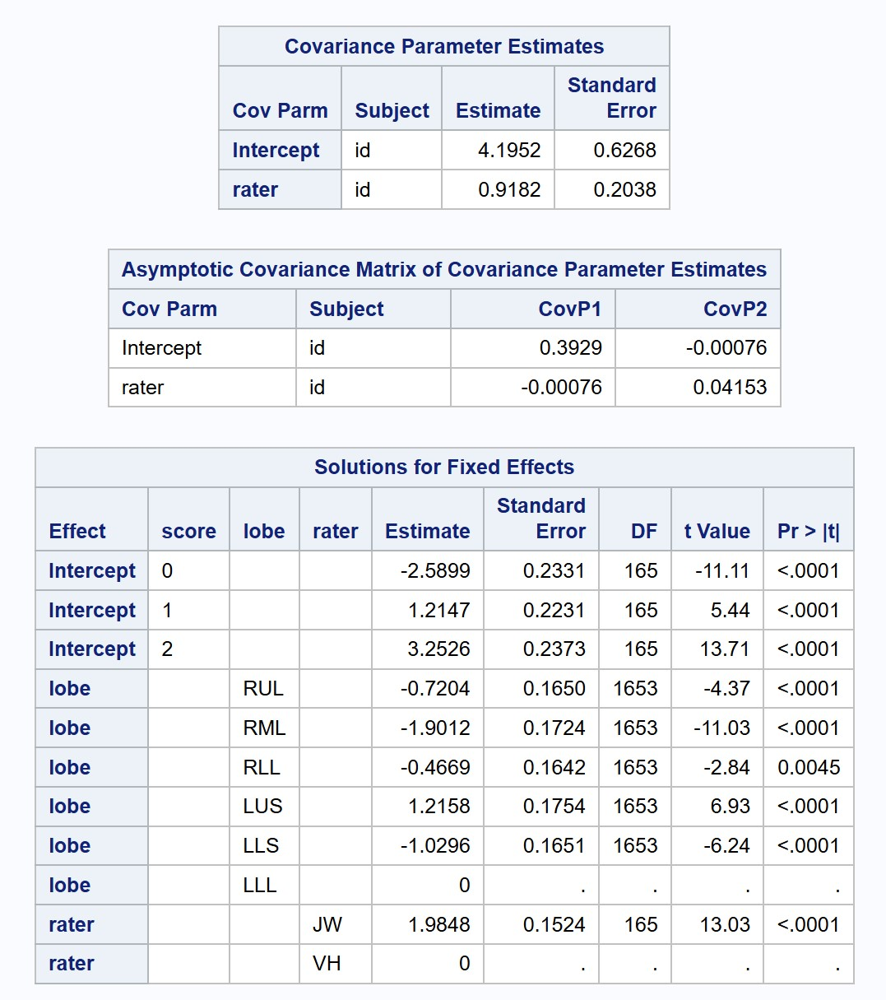 Covariance Parameter Estimates
Cov Parm Subject Estimate Standard Error
Intercept id 4.1952 0.6268
rater id 0.9182 0.2038
Asymptotic Covariance Matrix of Covariance Parameter Estimates
Cov Parm Subject CovP1 CovP2
Intercept id 0.3929 -0.00076
rater id -0.00076 0.04153
Solutions for Fixed Effects
Effect score lobe rater Estimate Standard Error DF t Value Pr > |t|
Intercept 0 -2.5899 0.2331 165 -11.11 <.0001
Intercept 1 1.2147 0.2231 165 5.44 <.0001
Intercept 2 3.2526 0.2373 165 13.71 <.0001
lobe RUL -0.7204 0.1650 1653 -4.37 <.0001
lobe RML -1.9012 0.1724 1653 -11.03 <.0001
lobe RLL -0.4669 0.1642 1653 -2.84 0.0045
lobe LUS 1.2158 0.1754 1653 6.93 <.0001
lobe LLS -1.0296 0.1651 1653 -6.24 <.0001
lobe LLL 0 . . . .
rater JW 1.9848 0.1524 165 13.03 <.0001
rater VH 0 . . . .